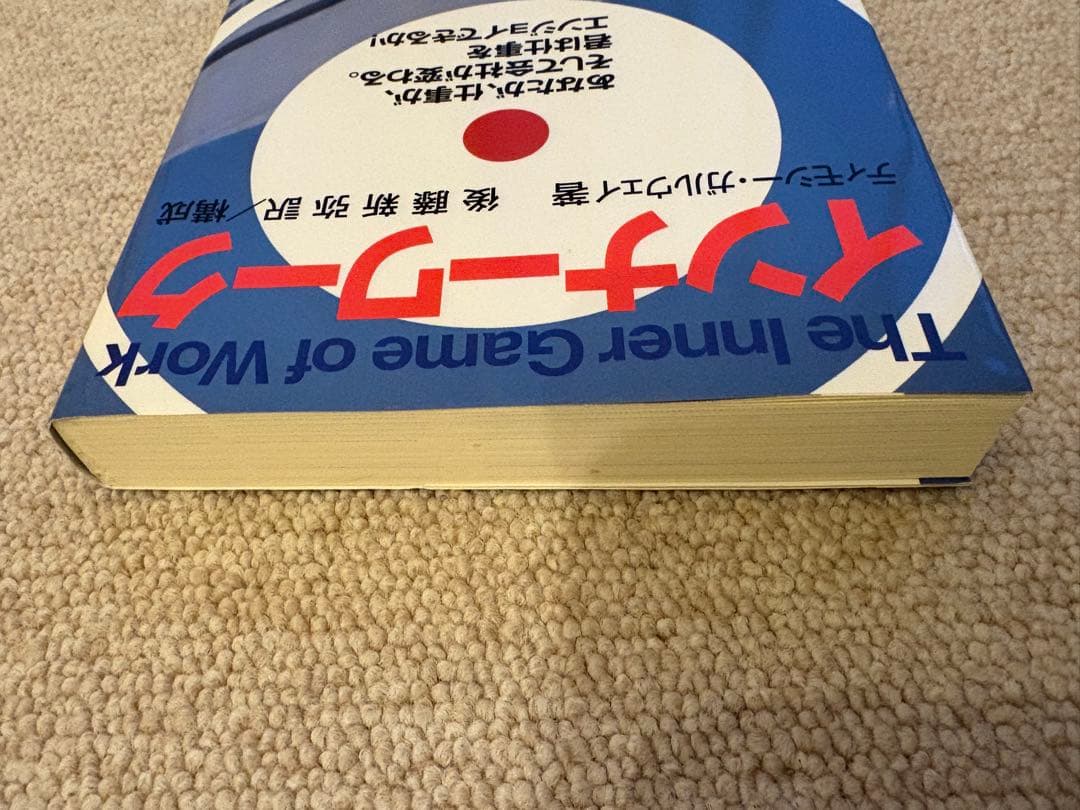 The Inner Game of Work
インナーワーク
ティモシー・ガルウェイ著 後藤新弥訳/構成
あなたが、仕事が、
そして会社が変わる。
君は仕事を
エンジョイできるか!